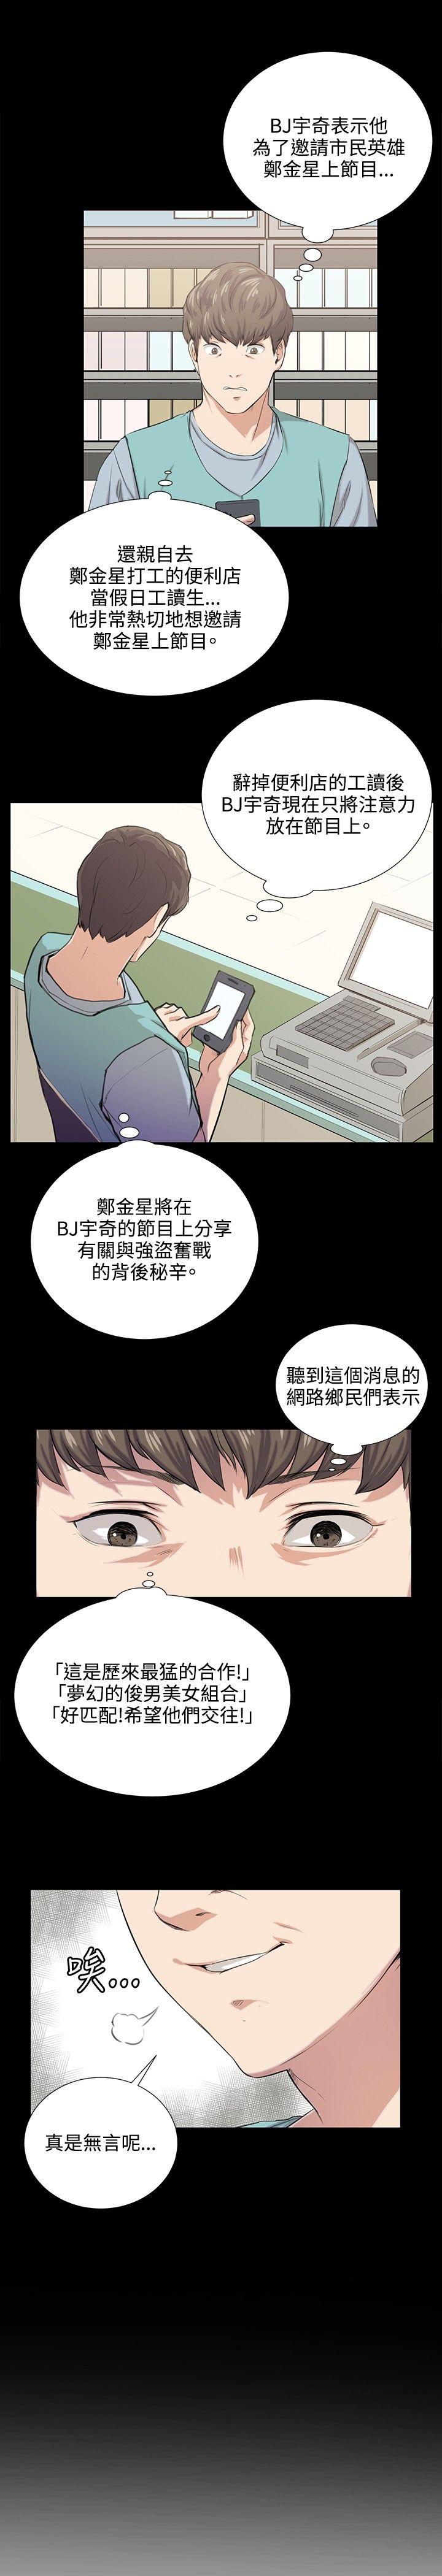 BJ宇奇表示他
為了邀請市民英雄
鄭金星上節目...
還親自去
鄭金星打工的便利店
當假日工讀生...
他非常熱切地想邀請
鄭金星上節目。
辭掉便利店的工讀後
BJ宇奇現在只將注意力
放在節目上。
鄭金星將在
BJ宇奇的節目上分享
有關與強盜奮戰
的背後秘辛。
聽到這個消息的
網路鄉民們表示
「這是歷來最猛的合作!」
「夢幻的俊男美女組合」
「好匹配!希望他們交往!」
唉...
真是無言呢...